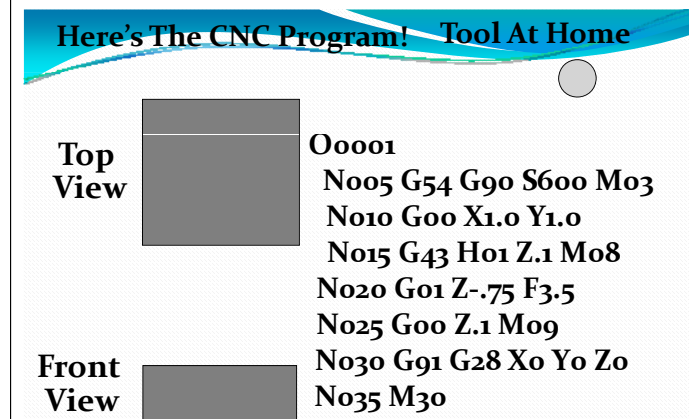 Here's The CNC Program!
Tool At Home
Top
View
O0001
N005 G54 G90 S600 M03
N010 G00 X1.0 Y1.0
N015 G43 H01 Z.1 M08
N020 G01 Z-.75 F3.5
N025 G00 Z.1 M09
N030 G91 G28 X0 Y0 Z0
N035 M30
Front
View